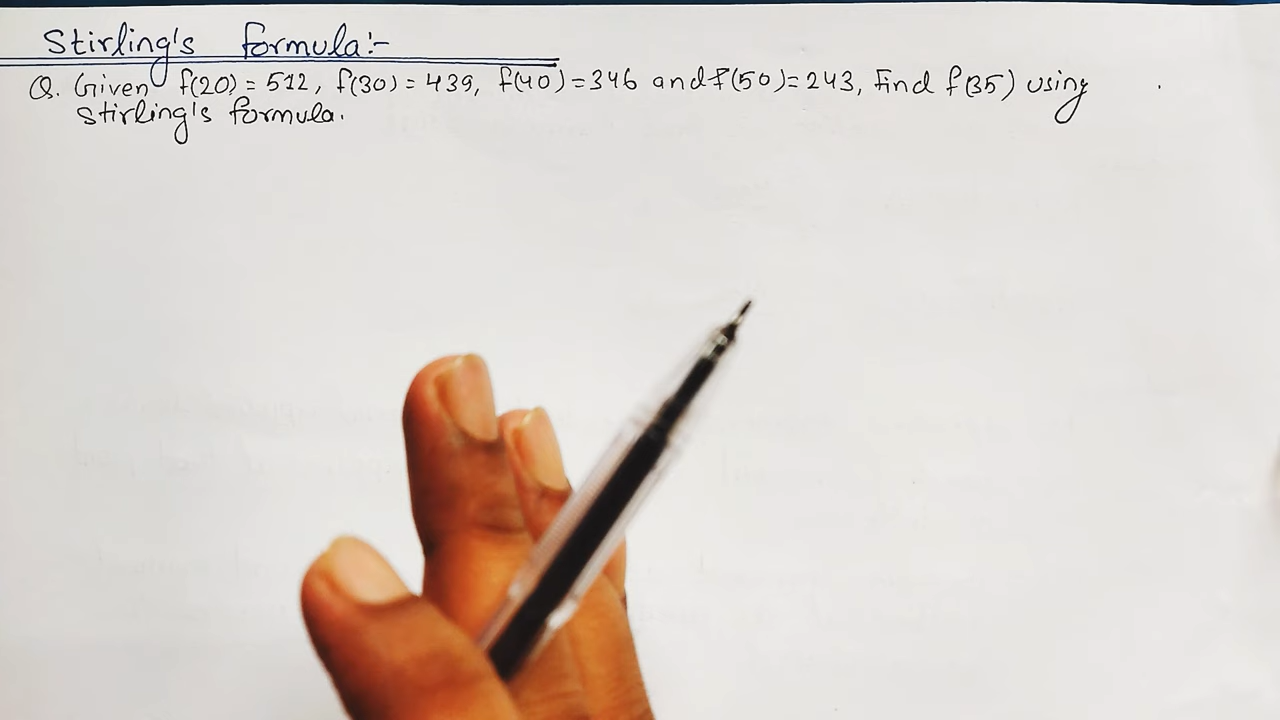 Stirling's formula:-
Q. Given f(20) = 512, f(30) = 439, f(40) = 346 and f(50) = 243, Find f(35) using
stirling's formula.